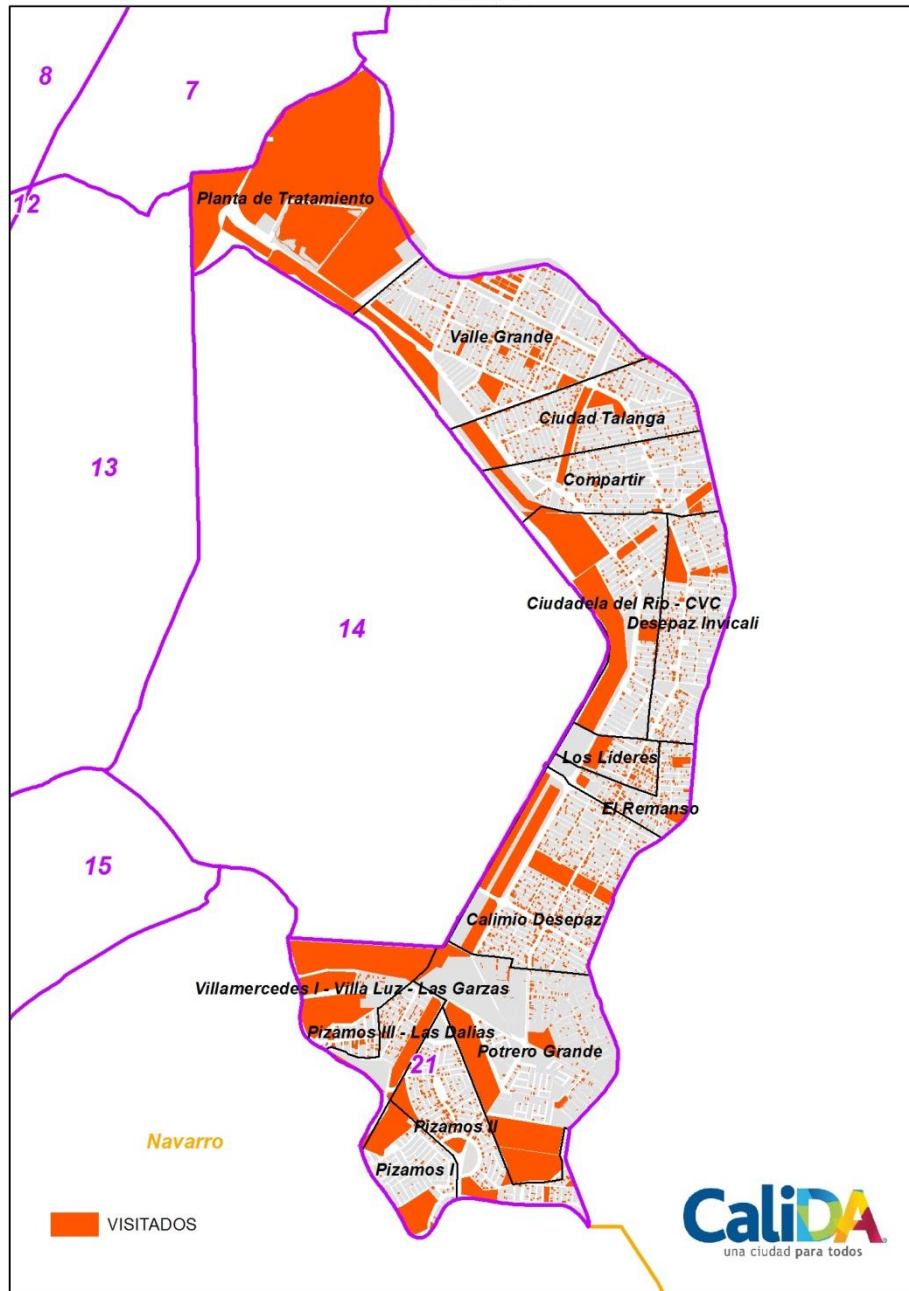 8
7
12
Planta de Tratamiento
Valle Grande
Ciudad Talanga
13
Compartir
Ciudadela del Rio - CVC
Desepaz Invicali
14
Los Lideres
El Remanso
15
Calimio Desepaz
Villamercedes I - Villa Luz - Las Garzas
Pizamos III - Las Dalias
Potrero Grande
21
Pizamos II
Navarro
Pizamos I
VISITADOS
CaliDA
una ciudad para todos